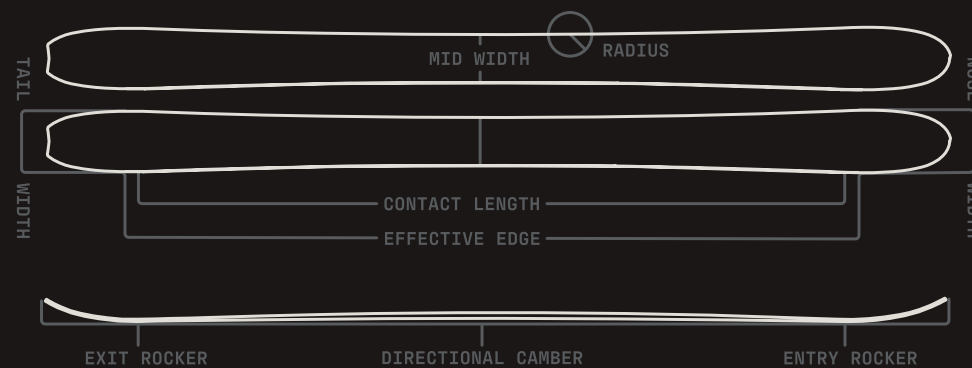 MID WIDTH
RADIUS
TAIL
WIDTH
CONTACT LENGTH
EFFECTIVE EDGE
EXIT ROCKER
DIRECTIONAL CAMBER
ENTRY ROCKER